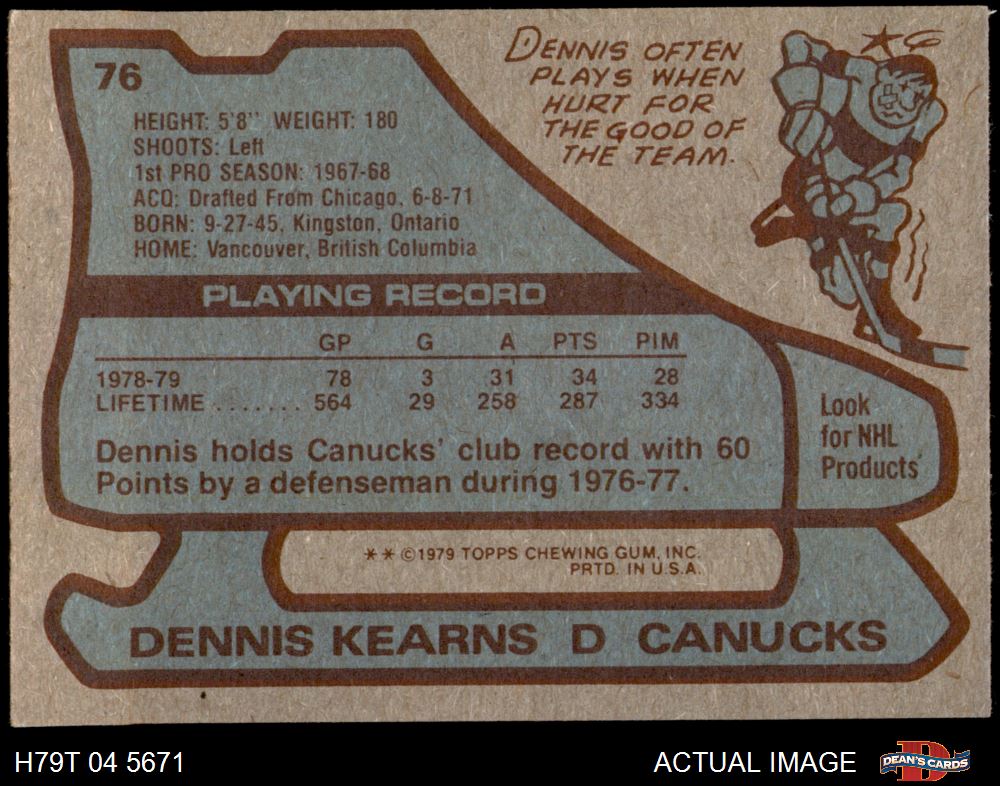 76
DENNIS OFTEN
PLAYS WHEN
HURT FOR
THE GOOD OF
THE TEAM.
HEIGHT: 5'8" WEIGHT: 180
SHOOTS: Left
1st PRO SEASON: 1967-68
ACQ: Drafted From Chicago, 6-8-71
BORN: 9-27-45, Kingston, Ontario
HOME: Vancouver, British Columbia
PLAYING RECORD
GP G A PTS PIM
1978-79 78 3 31 34 28
LIFETIME ....... 564 29 258 287 334
Dennis holds Canucks' club record with 60
Points by a defenseman during 1976-77.
Look
for NHL
Products
** ©1979 TOPPS CHEWING GUM, INC.
PRTD. IN U.S.A.
DENNIS KEARNS D CANUCKS
H79T 04 5671 ACTUAL IMAGE DEAN'S CARDS